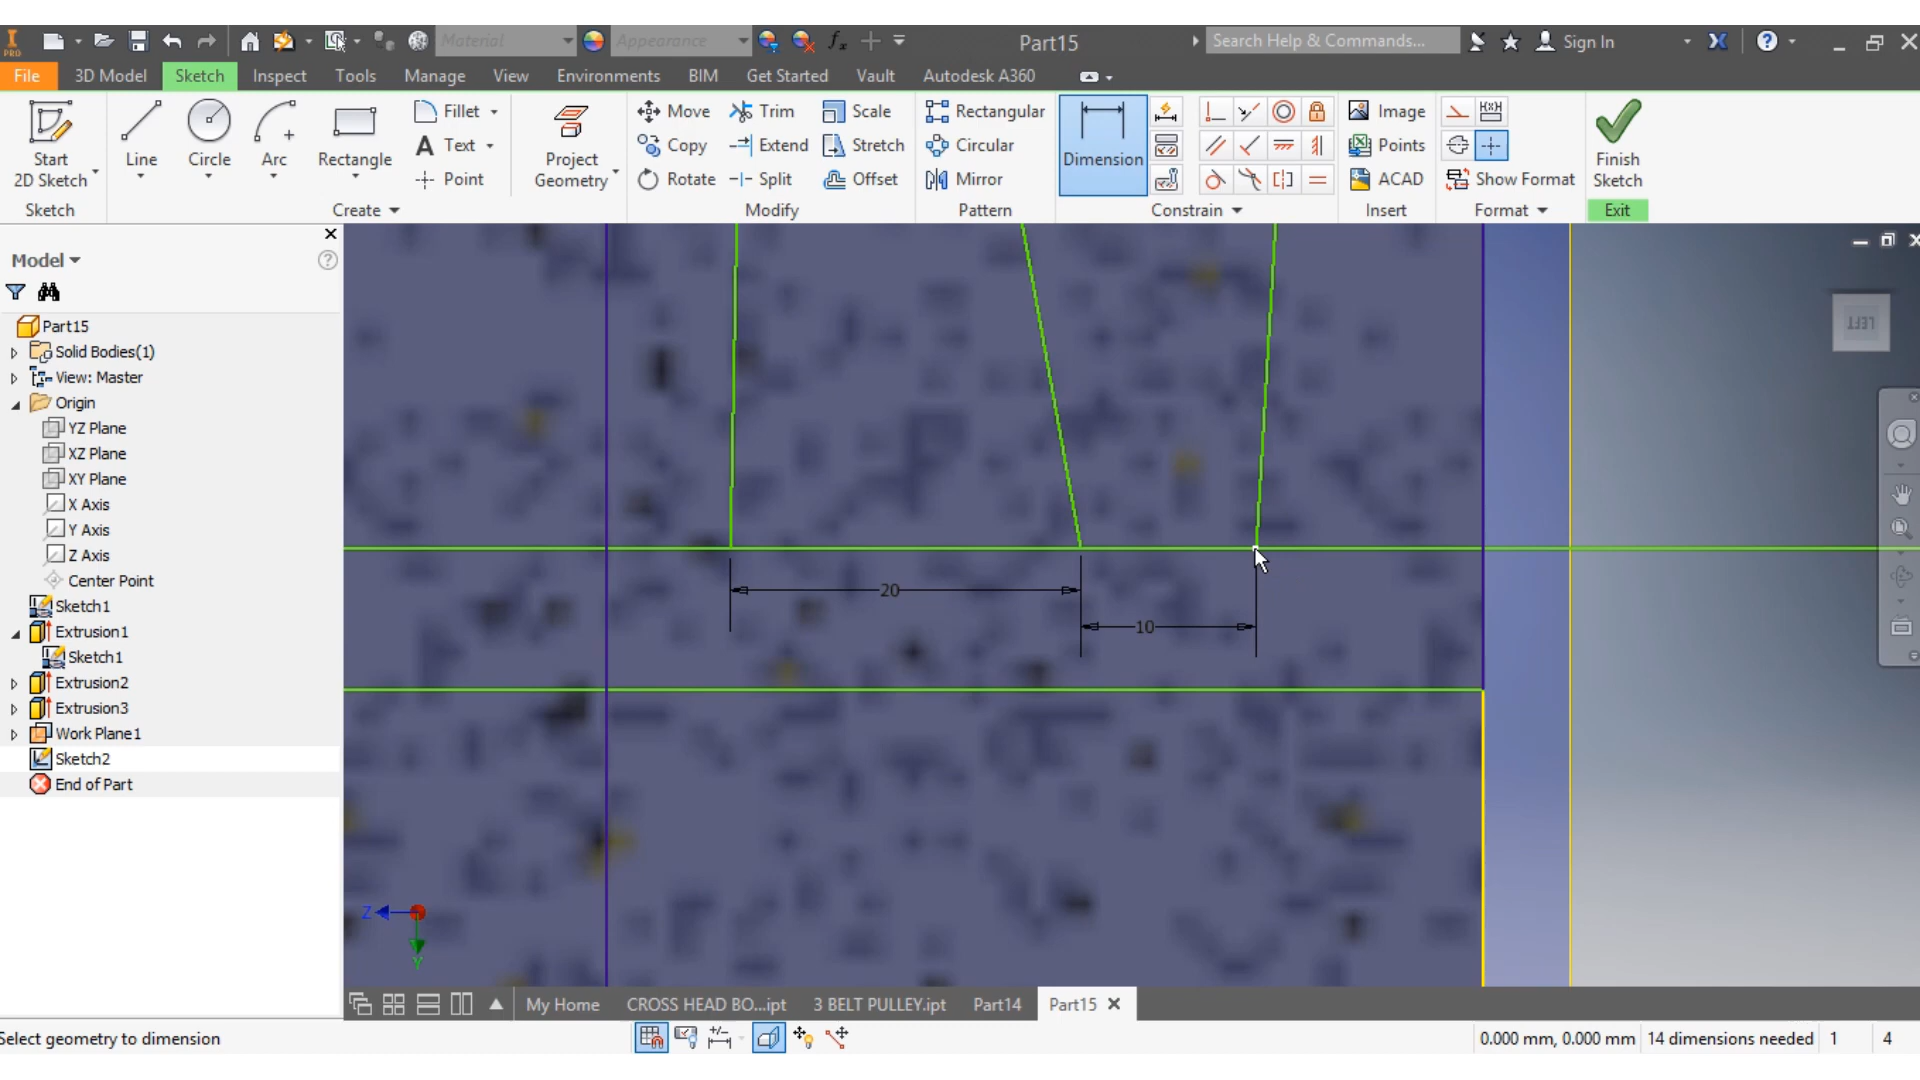 PRO
Material
Appearance
fx
Part15
Search Help & Commands...
Sign In
File
3D Model
Sketch
Inspect
Tools
Manage
View
Environments
BIM
Get Started
Vault
Autodesk A360
Start
2D Sketch
Line
Circle
Arc
Rectangle
Fillet
Text
Point
Project
Geometry
Move
Copy
Rotate
Trim
Extend
Split
Scale
Stretch
Offset
Rectangular
Circular
Mirror
Dimension
Image
Points
ACAD
Show Format
Finish
Sketch
Sketch
Create
Modify
Pattern
Constrain
Insert
Format
Exit
Model
Part15
Solid Bodies(1)
View: Master
Origin
YZ Plane
XZ Plane
XY Plane
X Axis
Y Axis
Z Axis
Center Point
Sketch1
Extrusion1
Sketch1
Extrusion2
Extrusion3
Work Plane1
Sketch2
End of Part
LEFT
20
10
Z
Y
My Home
CROSS HEAD BO...ipt
3 BELT PULLEY.ipt
Part14
Part15
Select geometry to dimension
0.000 mm, 0.000 mm
14 dimensions needed
1
4